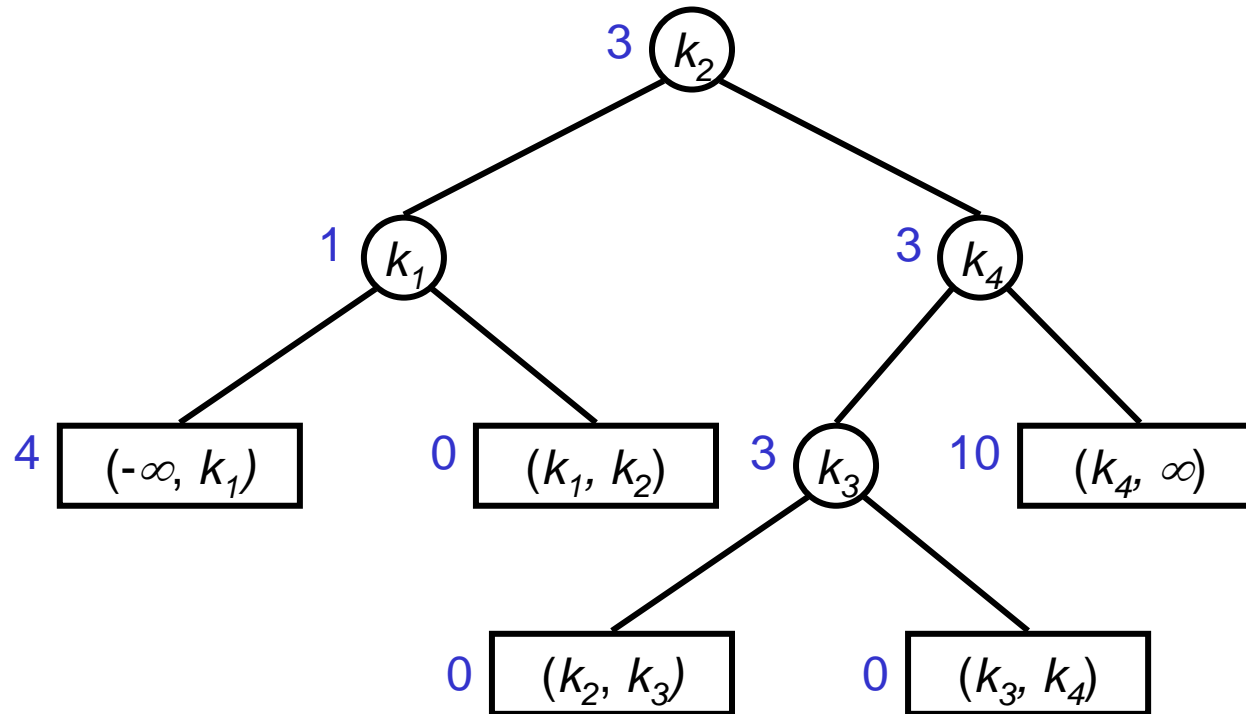 3 k₂
1 k₁ 3 k₄
4 (-∞, k₁) 0 (k₁, k₂) 3 k₃ 10 (k₄, ∞)
0 (k₂, k₃) 0 (k₃, k₄)